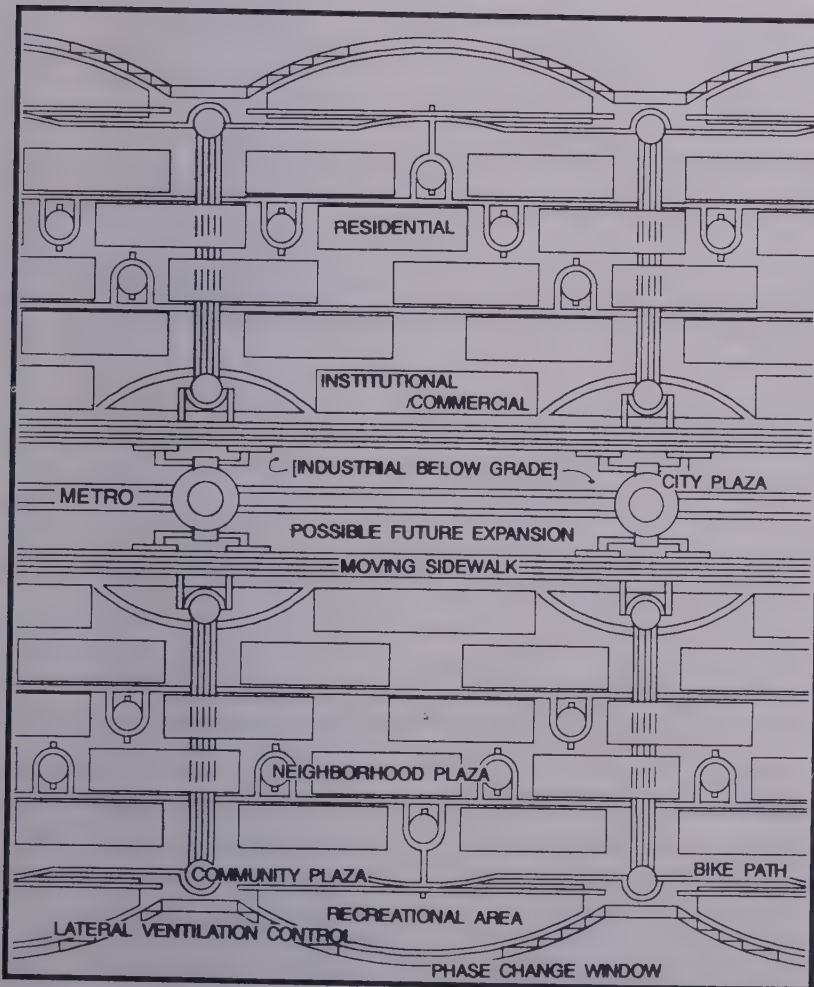 RESIDENTIAL
INSTITUTIONAL
/COMMERCIAL
[INDUSTRIAL BELOW GRADE]
CITY PLAZA
METRO
POSSIBLE FUTURE EXPANSION
MOVING SIDEWALK
NEIGHBORHOOD PLAZA
COMMUNITY PLAZA
BIKE PATH
RECREATIONAL AREA
LATERAL VENTILATION CONTROL
PHASE CHANGE WINDOW